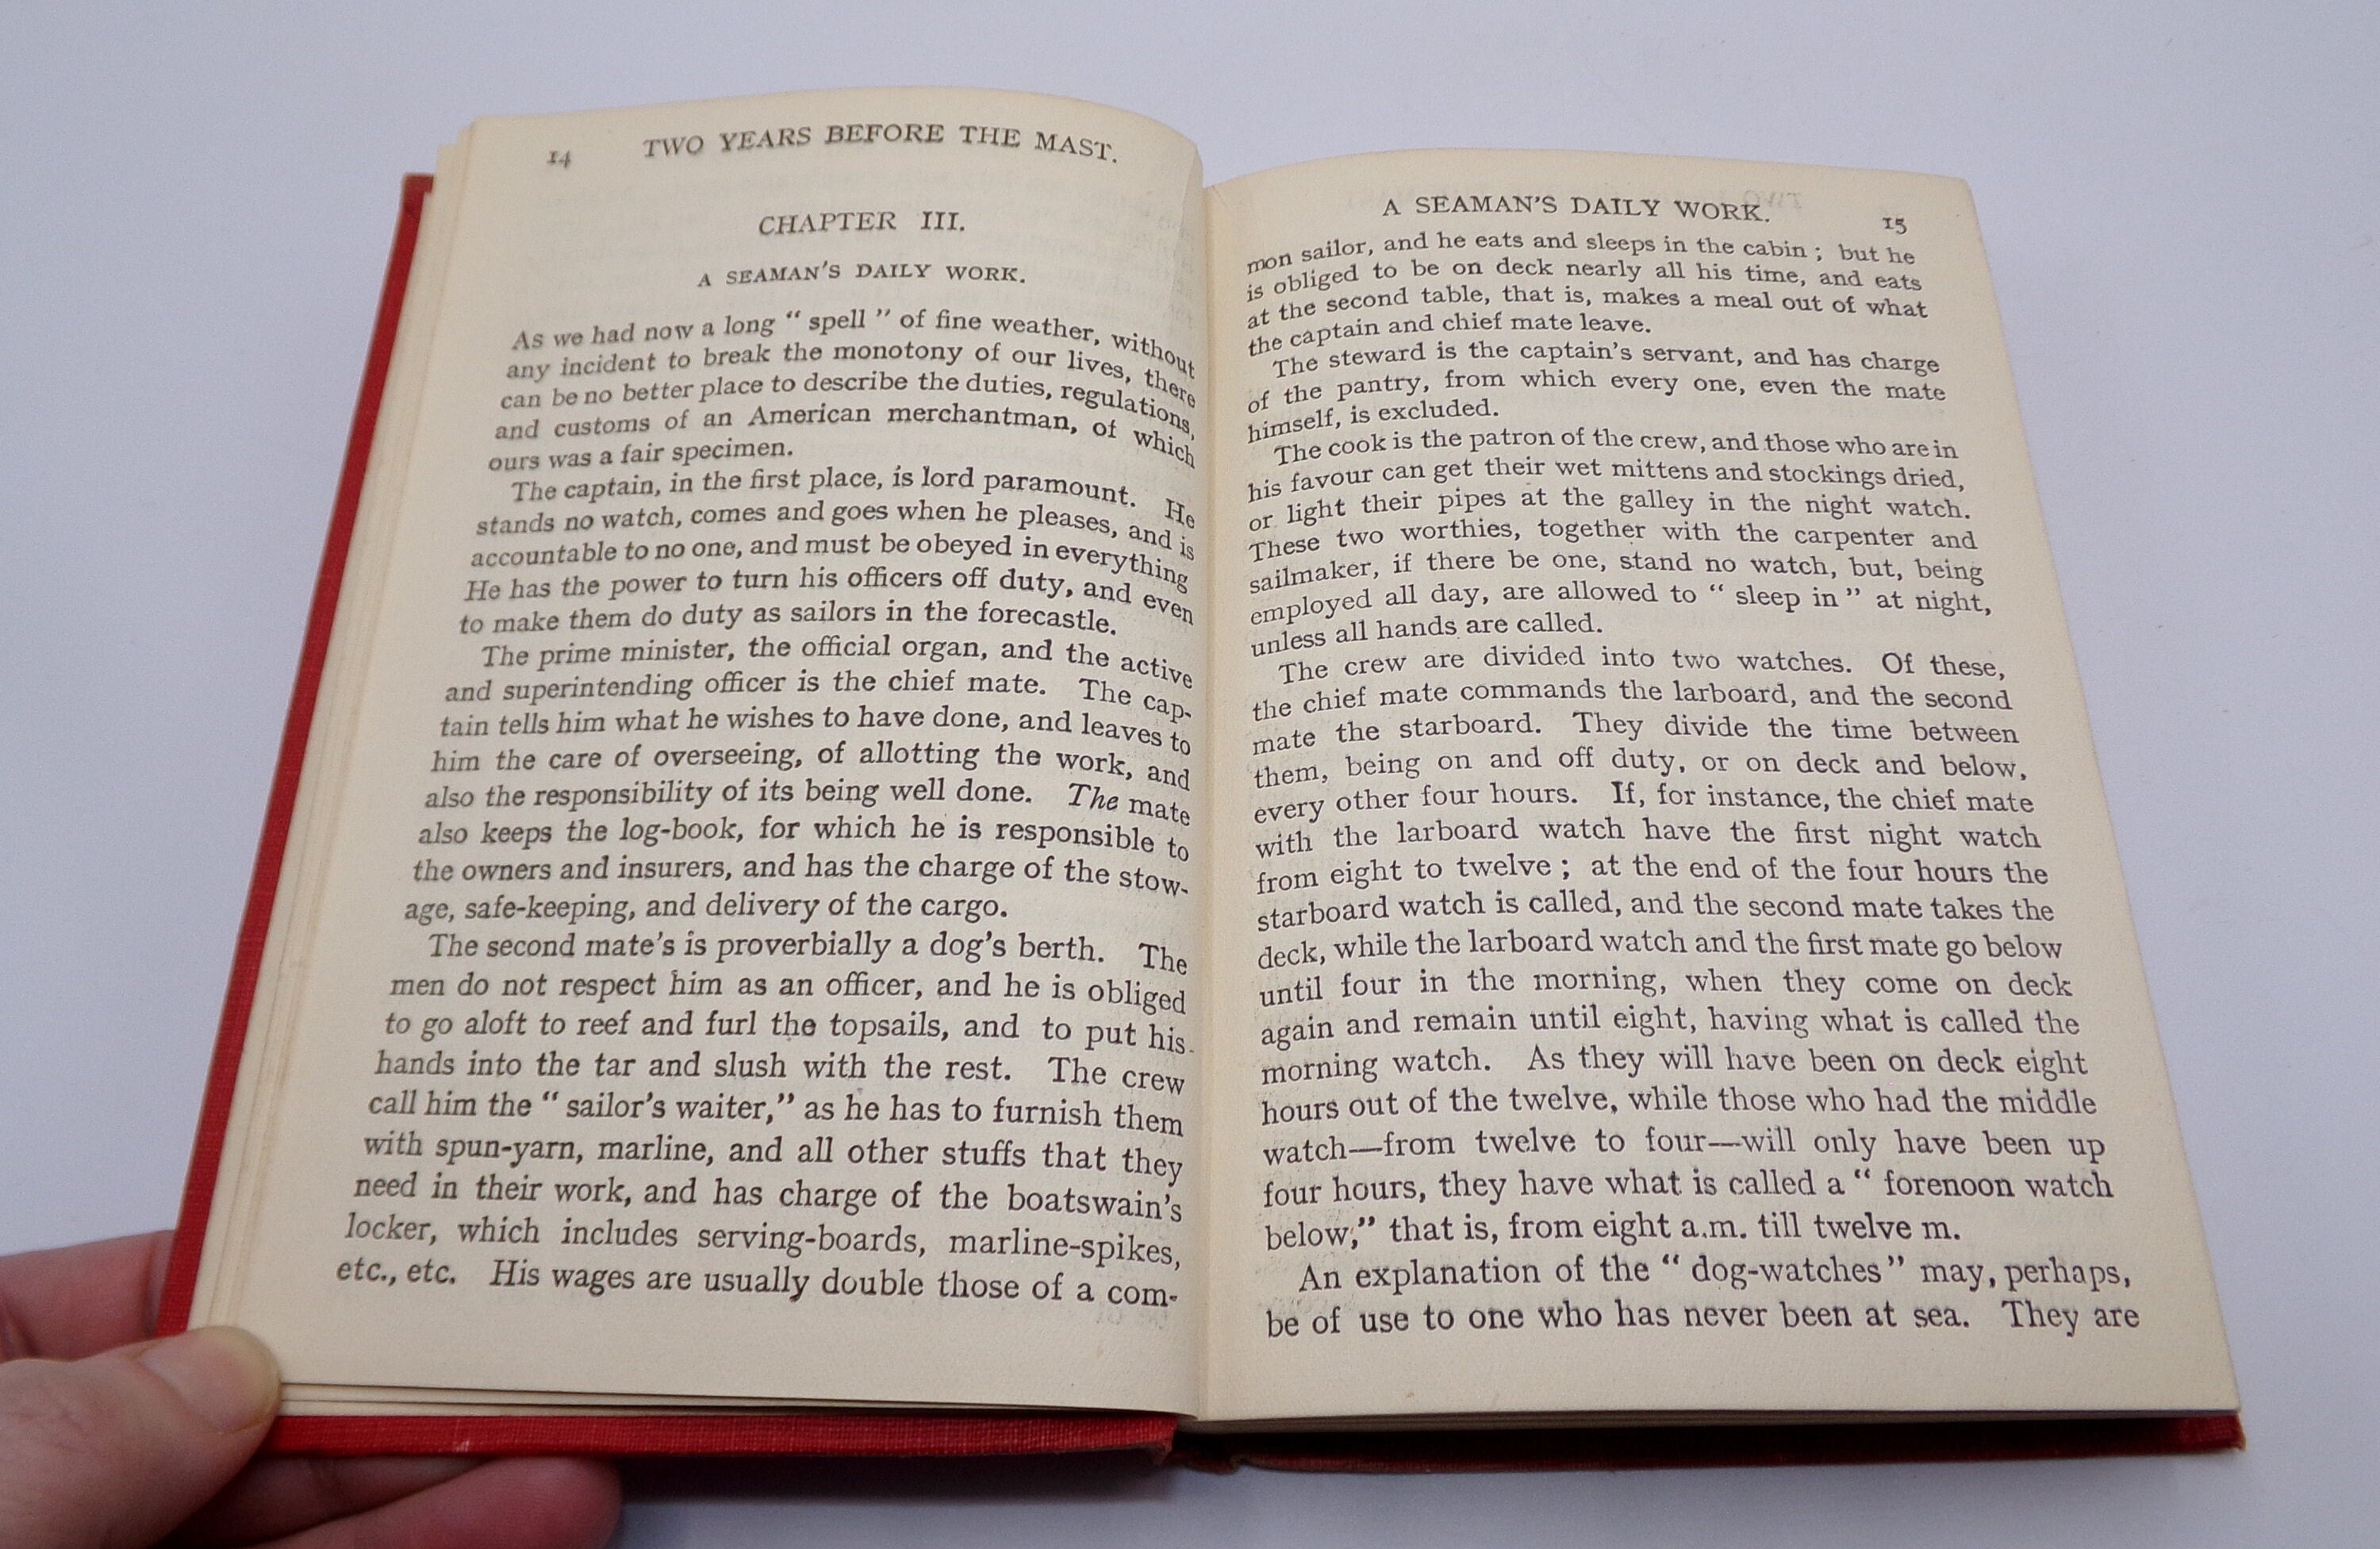 14 TWO YEARS BEFORE THE MAST.
CHAPTER III.
A SEAMAN'S DAILY WORK.
As we had now a long “ spell ” of fine weather, without
any incident to break the monotony of our lives, there
can be no better place to describe the duties, regulations,
and customs of an American merchantman, of which
ours was a fair specimen.
The captain, in the first place, is lord paramount. He
stands no watch, comes and goes when he pleases, and is
accountable to no one, and must be obeyed in everything
He has the power to turn his officers off duty, and even
to make them do duty as sailors in the forecastle.
The prime minister, the official organ, and the active
and superintending officer is the chief mate. The cap-
tain tells him what he wishes to have done, and leaves to
him the care of overseeing, of allotting the work, and
also the responsibility of its being well done. The mate
also keeps the log-book, for which he is responsible to
the owners and insurers, and has the charge of the stow-
age, safe-keeping, and delivery of the cargo.
The second mate's is proverbially a dog's berth. The
men do not respect him as an officer, and he is obliged
to go aloft to reef and furl the topsails, and to put his
hands into the tar and slush with the rest. The crew
call him the “ sailor's waiter,” as he has to furnish them
with spun-yarn, marline, and all other stuffs that they
need in their work, and has charge of the boatswain's
locker, which includes serving-boards, marline-spikes,
etc., etc. His wages are usually double those of a com-
A SEAMAN'S DAILY WORK. 15
mon sailor, and he eats and sleeps in the cabin ; but he
is obliged to be on deck nearly all his time, and eats
at the second table, that is, makes a meal out of what
the captain and chief mate leave.
The steward is the captain's servant, and has charge
of the pantry, from which every one, even the mate
himself, is excluded.
The cook is the patron of the crew, and those who are in
his favour can get their wet mittens and stockings dried,
or light their pipes at the galley in the night watch.
These two worthies, together with the carpenter and
sailmaker, if there be one, stand no watch, but, being
employed all day, are allowed to “ sleep in ” at night,
unless all hands are called.
The crew are divided into two watches. Of these,
the chief mate commands the larboard, and the second
mate the starboard. They divide the time between
them, being on and off duty, or on deck and below,
every other four hours. If, for instance, the chief mate
with the larboard watch have the first night watch
from eight to twelve ; at the end of the four hours the
starboard watch is called, and the second mate takes the
deck, while the larboard watch and the first mate go below
until four in the morning, when they come on deck
again and remain until eight, having what is called the
morning watch. As they will have been on deck eight
hours out of the twelve, while those who had the middle
watch—from twelve to four—will only have been up
four hours, they have what is called a “ forenoon watch
below,” that is, from eight a.m. till twelve m.
An explanation of the “ dog-watches ” may, perhaps,
be of use to one who has never been at sea. They are